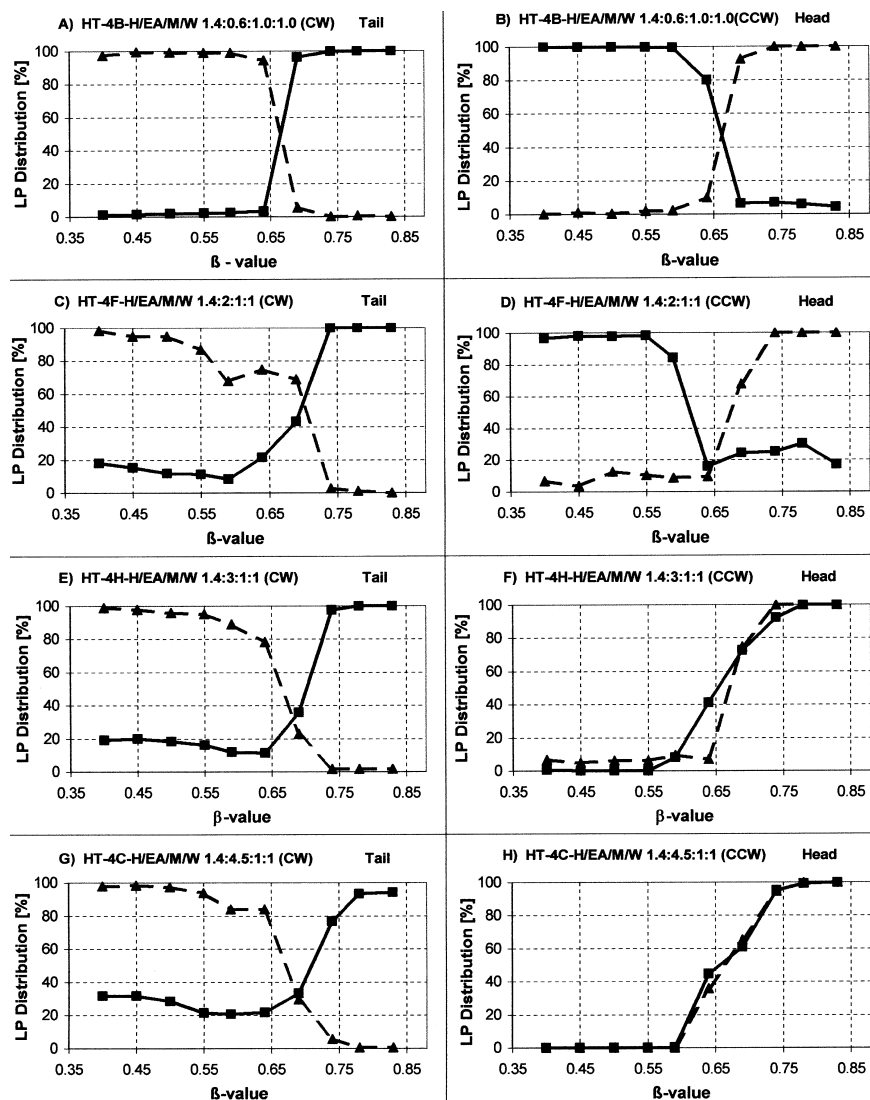 A) HT-4B-H/EA/M/W 1.4:0.6:1.0:1.0 (CW) Tail
LP Distribution [%]
100
80
60
40
20
0
0.35 0.45 0.55 0.65 0.75 0.85
ß - value
B) HT-4B-H/EA/M/W 1.4:0.6:1.0:1.0(CCW) Head
LP Distribution [%]
100
80
60
40
20
0
0.35 0.45 0.55 0.65 0.75 0.85
ß-value
C) HT-4F-H/EA/M/W 1.4:2:1:1 (CW) Tail
LP Distribution [%]
100
80
60
40
20
0
0.35 0.45 0.55 0.65 0.75 0.85
ß-value
D) HT-4F-H/EA/M/W 1.4:2:1:1 (CCW) Head
LP Distribution [%]
100
80
60
40
20
0
0.35 0.45 0.55 0.65 0.75 0.85
ß-value
E) HT-4H-H/EA/M/W 1.4:3:1:1 (CW) Tail
LP Distribution [%]
100
80
60
40
20
0
0.35 0.45 0.55 0.65 0.75 0.85
β-value
F) HT-4H-H/EA/M/W 1.4:3:1:1 (CCW) Head
LP Distribution [%]
100
80
60
40
20
0
0.35 0.45 0.55 0.65 0.75 0.85
β-value
G) HT-4C-H/EA/M/W 1.4:4.5:1:1 (CW) Tail
LP Distribution [%]
100
80
60
40
20
0
0.35 0.45 0.55 0.65 0.75 0.85
ß-value
H) HT-4C-H/EA/M/W 1.4:4.5:1:1 (CCW) Head
LP Distribution [%]
100
80
60
40
20
0
0.35 0.45 0.55 0.65 0.75 0.85
ß-value